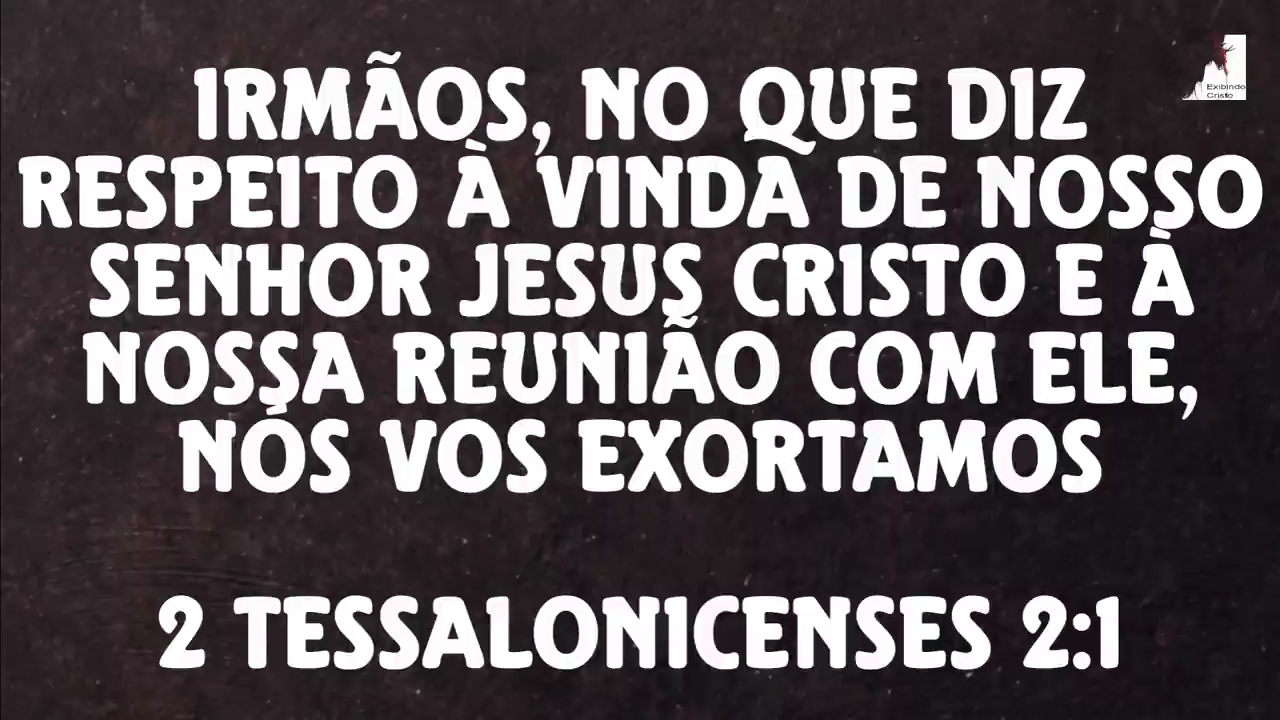 Exibindo
Cristo
IRMÃOS, NO QUE DIZ
RESPEITO À VINDA DE NOSSO
SENHOR JESUS CRISTO E À
NOSSA REUNIÃO COM ELE,
NÓS VOS EXORTAMOS
2 TESSALONICENSES 2:1